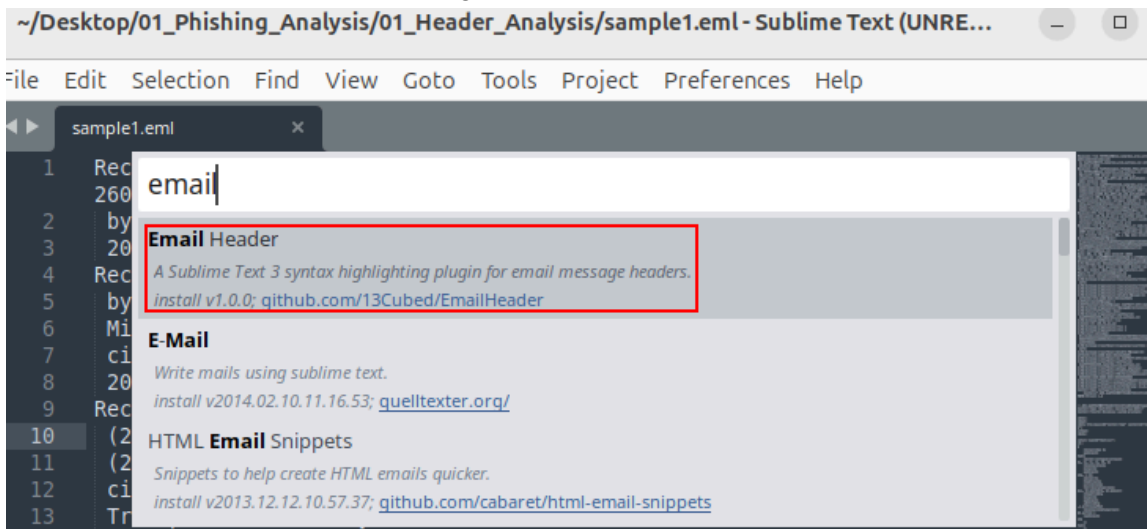 ~/Desktop/01_Phishing_Analysis/01_Header_Analysis/sample1.eml - Sublime Text (UNRE...
File Edit Selection Find View Goto Tools Project Preferences Help
sample1.eml
1 Rec
260
email
2 by
3 20
Email Header
4 Rec
A Sublime Text 3 syntax highlighting plugin for email message headers.
5 by
install v1.0.0; github.com/13Cubed/EmailHeader
6 Mi
E-Mail
7 ci
Write mails using sublime text.
8 20
install v2014.02.10.11.16.53; quelltexter.org/
9 Rec
10 (2
HTML Email Snippets
11 (2
Snippets to help create HTML emails quicker.
12 ci
install v2013.12.12.10.57.37; github.com/cabaret/html-email-snippets
13 Tr